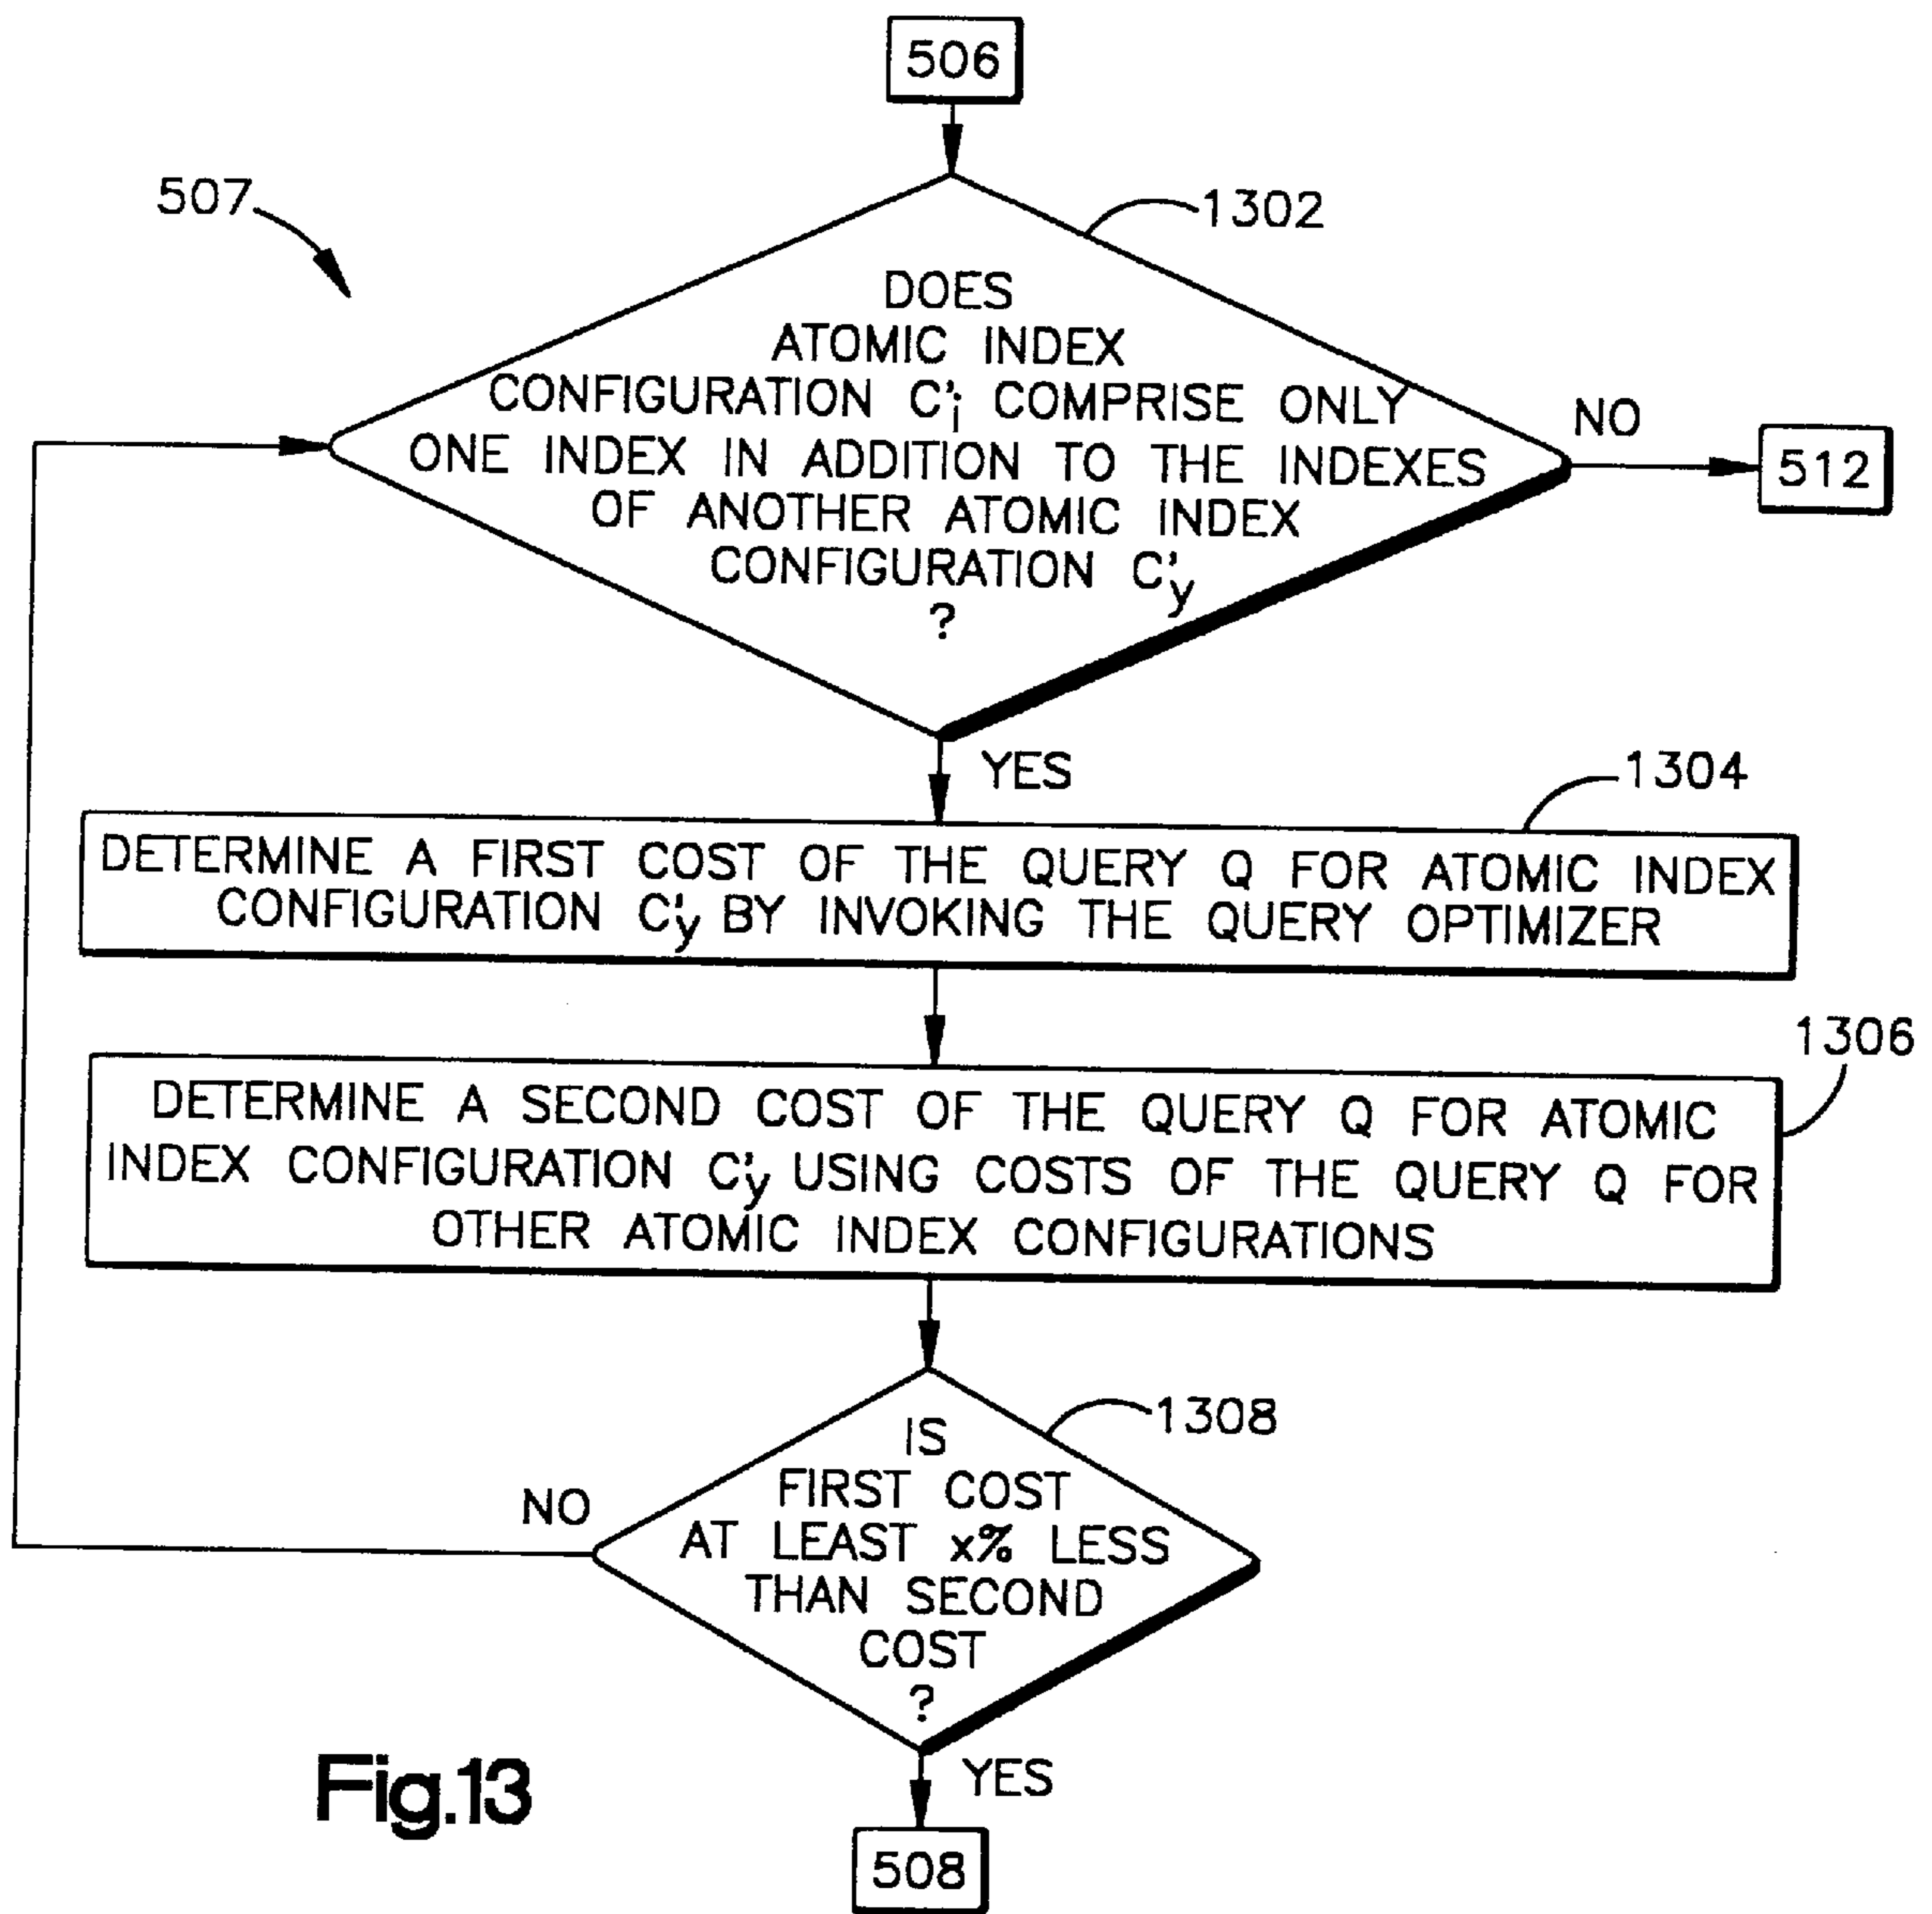 506
507
1302
DOES
ATOMIC INDEX
CONFIGURATION C'i COMPRISE ONLY
ONE INDEX IN ADDITION TO THE INDEXES
OF ANOTHER ATOMIC INDEX
CONFIGURATION C'y
?
NO
512
YES
1304
DETERMINE A FIRST COST OF THE QUERY Q FOR ATOMIC INDEX
CONFIGURATION C'y BY INVOKING THE QUERY OPTIMIZER
1306
DETERMINE A SECOND COST OF THE QUERY Q FOR ATOMIC
INDEX CONFIGURATION C'y USING COSTS OF THE QUERY Q FOR
OTHER ATOMIC INDEX CONFIGURATIONS
1308
IS
FIRST COST
AT LEAST x% LESS
THAN SECOND
COST
?
NO
YES
508
Fig.13